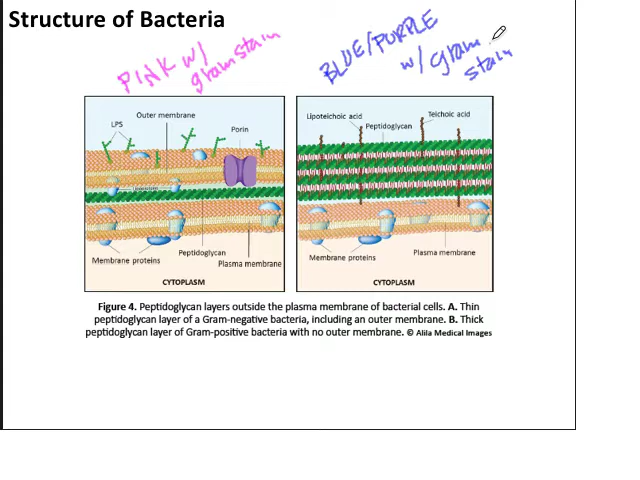 Structure of Bacteria
PINK w/
gram stain
BLUE/PURPLE
w/ gram
stain
LPS
Outer membrane
Porin
Membrane proteins
Peptidoglycan
Plasma membrane
CYTOPLASM
Lipoteichoic acid
Teichoic acid
Peptidoglycan
Membrane proteins
Plasma membrane
CYTOPLASM
Figure 4. Peptidoglycan layers outside the plasma membrane of bacterial cells. A. Thin
peptidoglycan layer of a Gram-negative bacteria, including an outer membrane. B. Thick
peptidoglycan layer of Gram-positive bacteria with no outer membrane. © Alila Medical Images